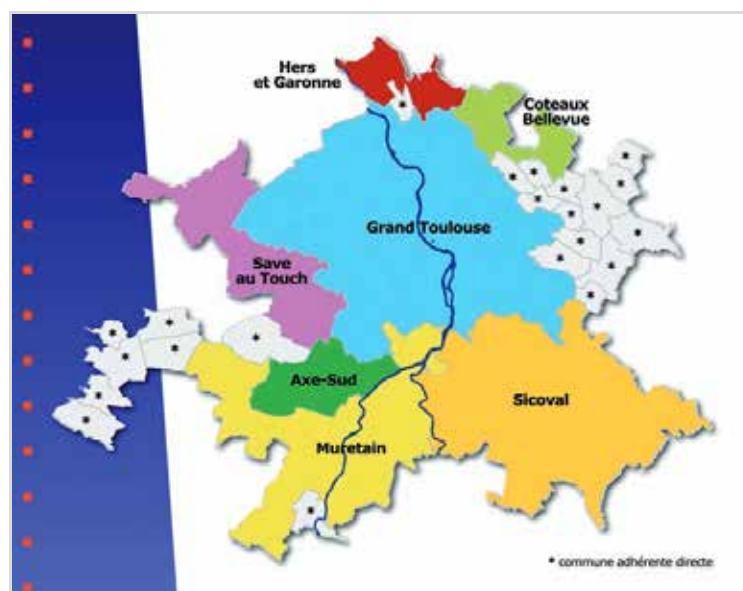 Hers
et Garonne
Coteaux
Bellevue
Grand Toulouse
Save
au Touch
Axe-Sud
Sicoval
Muretain
* commune adhérente directe